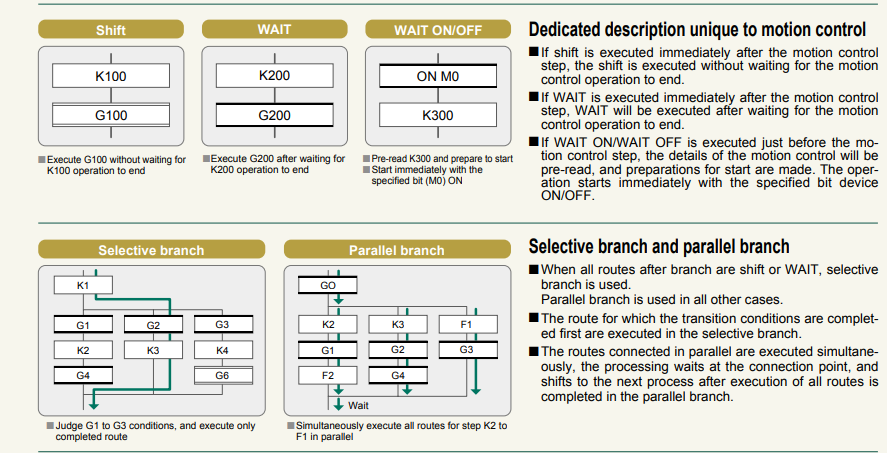 Shift
K100
G100
Execute G100 without waiting for
K100 operation to end
WAIT
K200
G200
Execute G200 after waiting for
K200 operation to end
WAIT ON/OFF
ON M0
K300
Pre-read K300 and prepare to start
Start immediately with the
specified bit (M0) ON
Dedicated description unique to motion control
If shift is executed immediately after the motion control
step, the shift is executed without waiting for the motion
control operation to end.
If WAIT is executed immediately after the motion control
step, WAIT will be executed after waiting for the motion
control operation to end.
If WAIT ON/WAIT OFF is executed just before the mo-
tion control step, the details of the motion control will be
pre-read, and preparations for start are made. The oper-
ation starts immediately with the specified bit device
ON/OFF.
Selective branch
K1
G1 G2 G3
K2 K3 K4
G4 G6
Judge G1 to G3 conditions, and execute only
completed route
Parallel branch
GO
K2 K3 F1
G1 G2 G3
F2 G4
Wait
Simultaneously execute all routes for step K2 to
F1 in parallel
Selective branch and parallel branch
When all routes after branch are shift or WAIT, selective
branch is used.
Parallel branch is used in all other cases.
The route for which the transition conditions are complet-
ed first are executed in the selective branch.
The routes connected in parallel are executed simultane-
ously, the processing waits at the connection point, and
shifts to the next process after execution of all routes is
completed in the parallel branch.